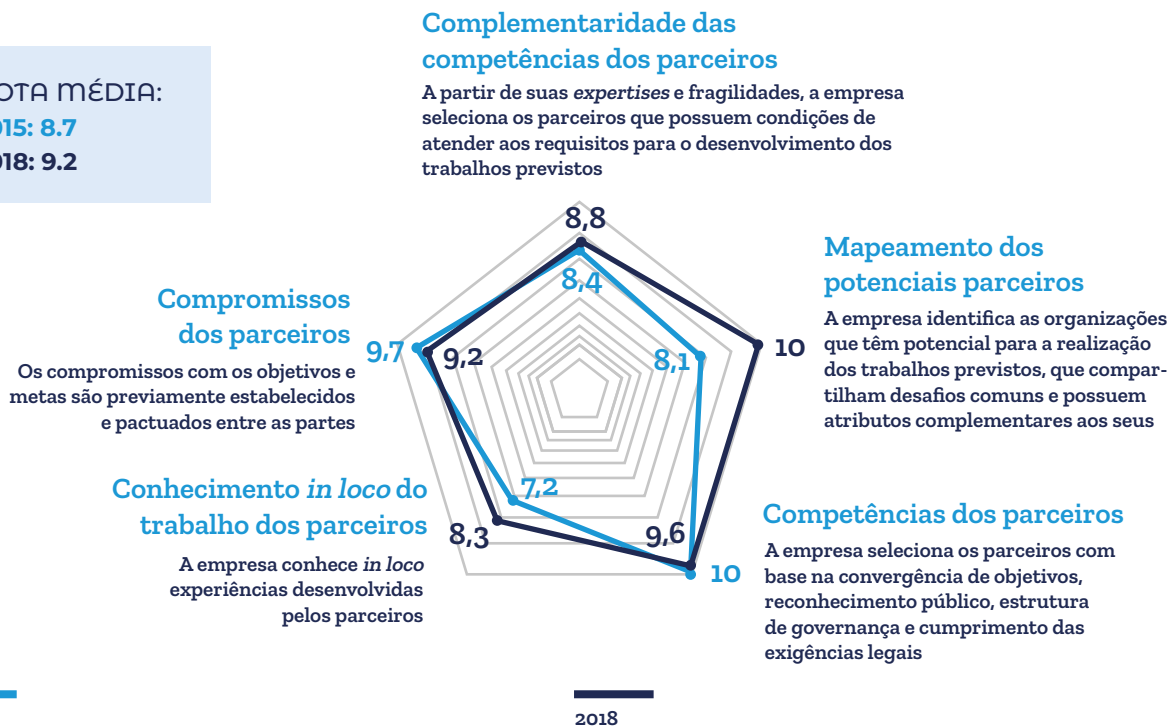 Complementaridade das
competências dos parceiros
A partir de suas expertises e fragilidades, a empresa
seleciona os parceiros que possuem condições de
atender aos requisitos para o desenvolvimento dos
trabalhos previstos
OTA MÉDIA:
015: 8.7
018: 9.2
8,8
8,4
Mapeamento dos
potenciais parceiros
A empresa identifica as organizações
que têm potencial para a realização
dos trabalhos previstos, que compar-
tilham desafios comuns e possuem
atributos complementares aos seus
8,1
10
Compromissos
dos parceiros
Os compromissos com os objetivos e
metas são previamente estabelecidos
e pactuados entre as partes
9,7
9,2
Conhecimento in loco do
trabalho dos parceiros
A empresa conhece in loco
experiências desenvolvidas
pelos parceiros
7,2
8,3
9,6
10
Competências dos parceiros
A empresa seleciona os parceiros com
base na convergência de objetivos,
reconhecimento público, estrutura
de governança e cumprimento das
exigências legais
2018